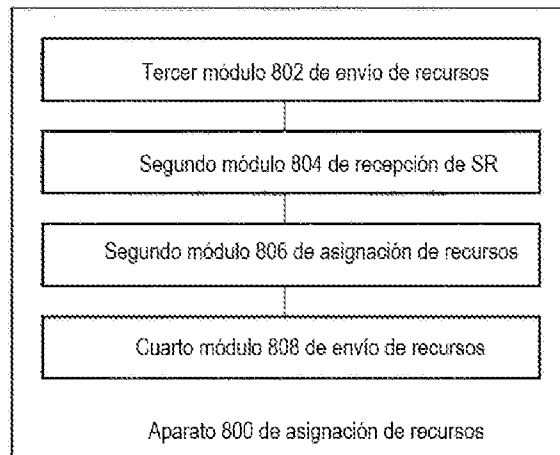 Tercer módulo 802 de envío de recursos
Segundo módulo 804 de recepción de SR
Segundo módulo 806 de asignación de recursos
Cuarto módulo 808 de envío de recursos
Aparato 800 de asignación de recursos